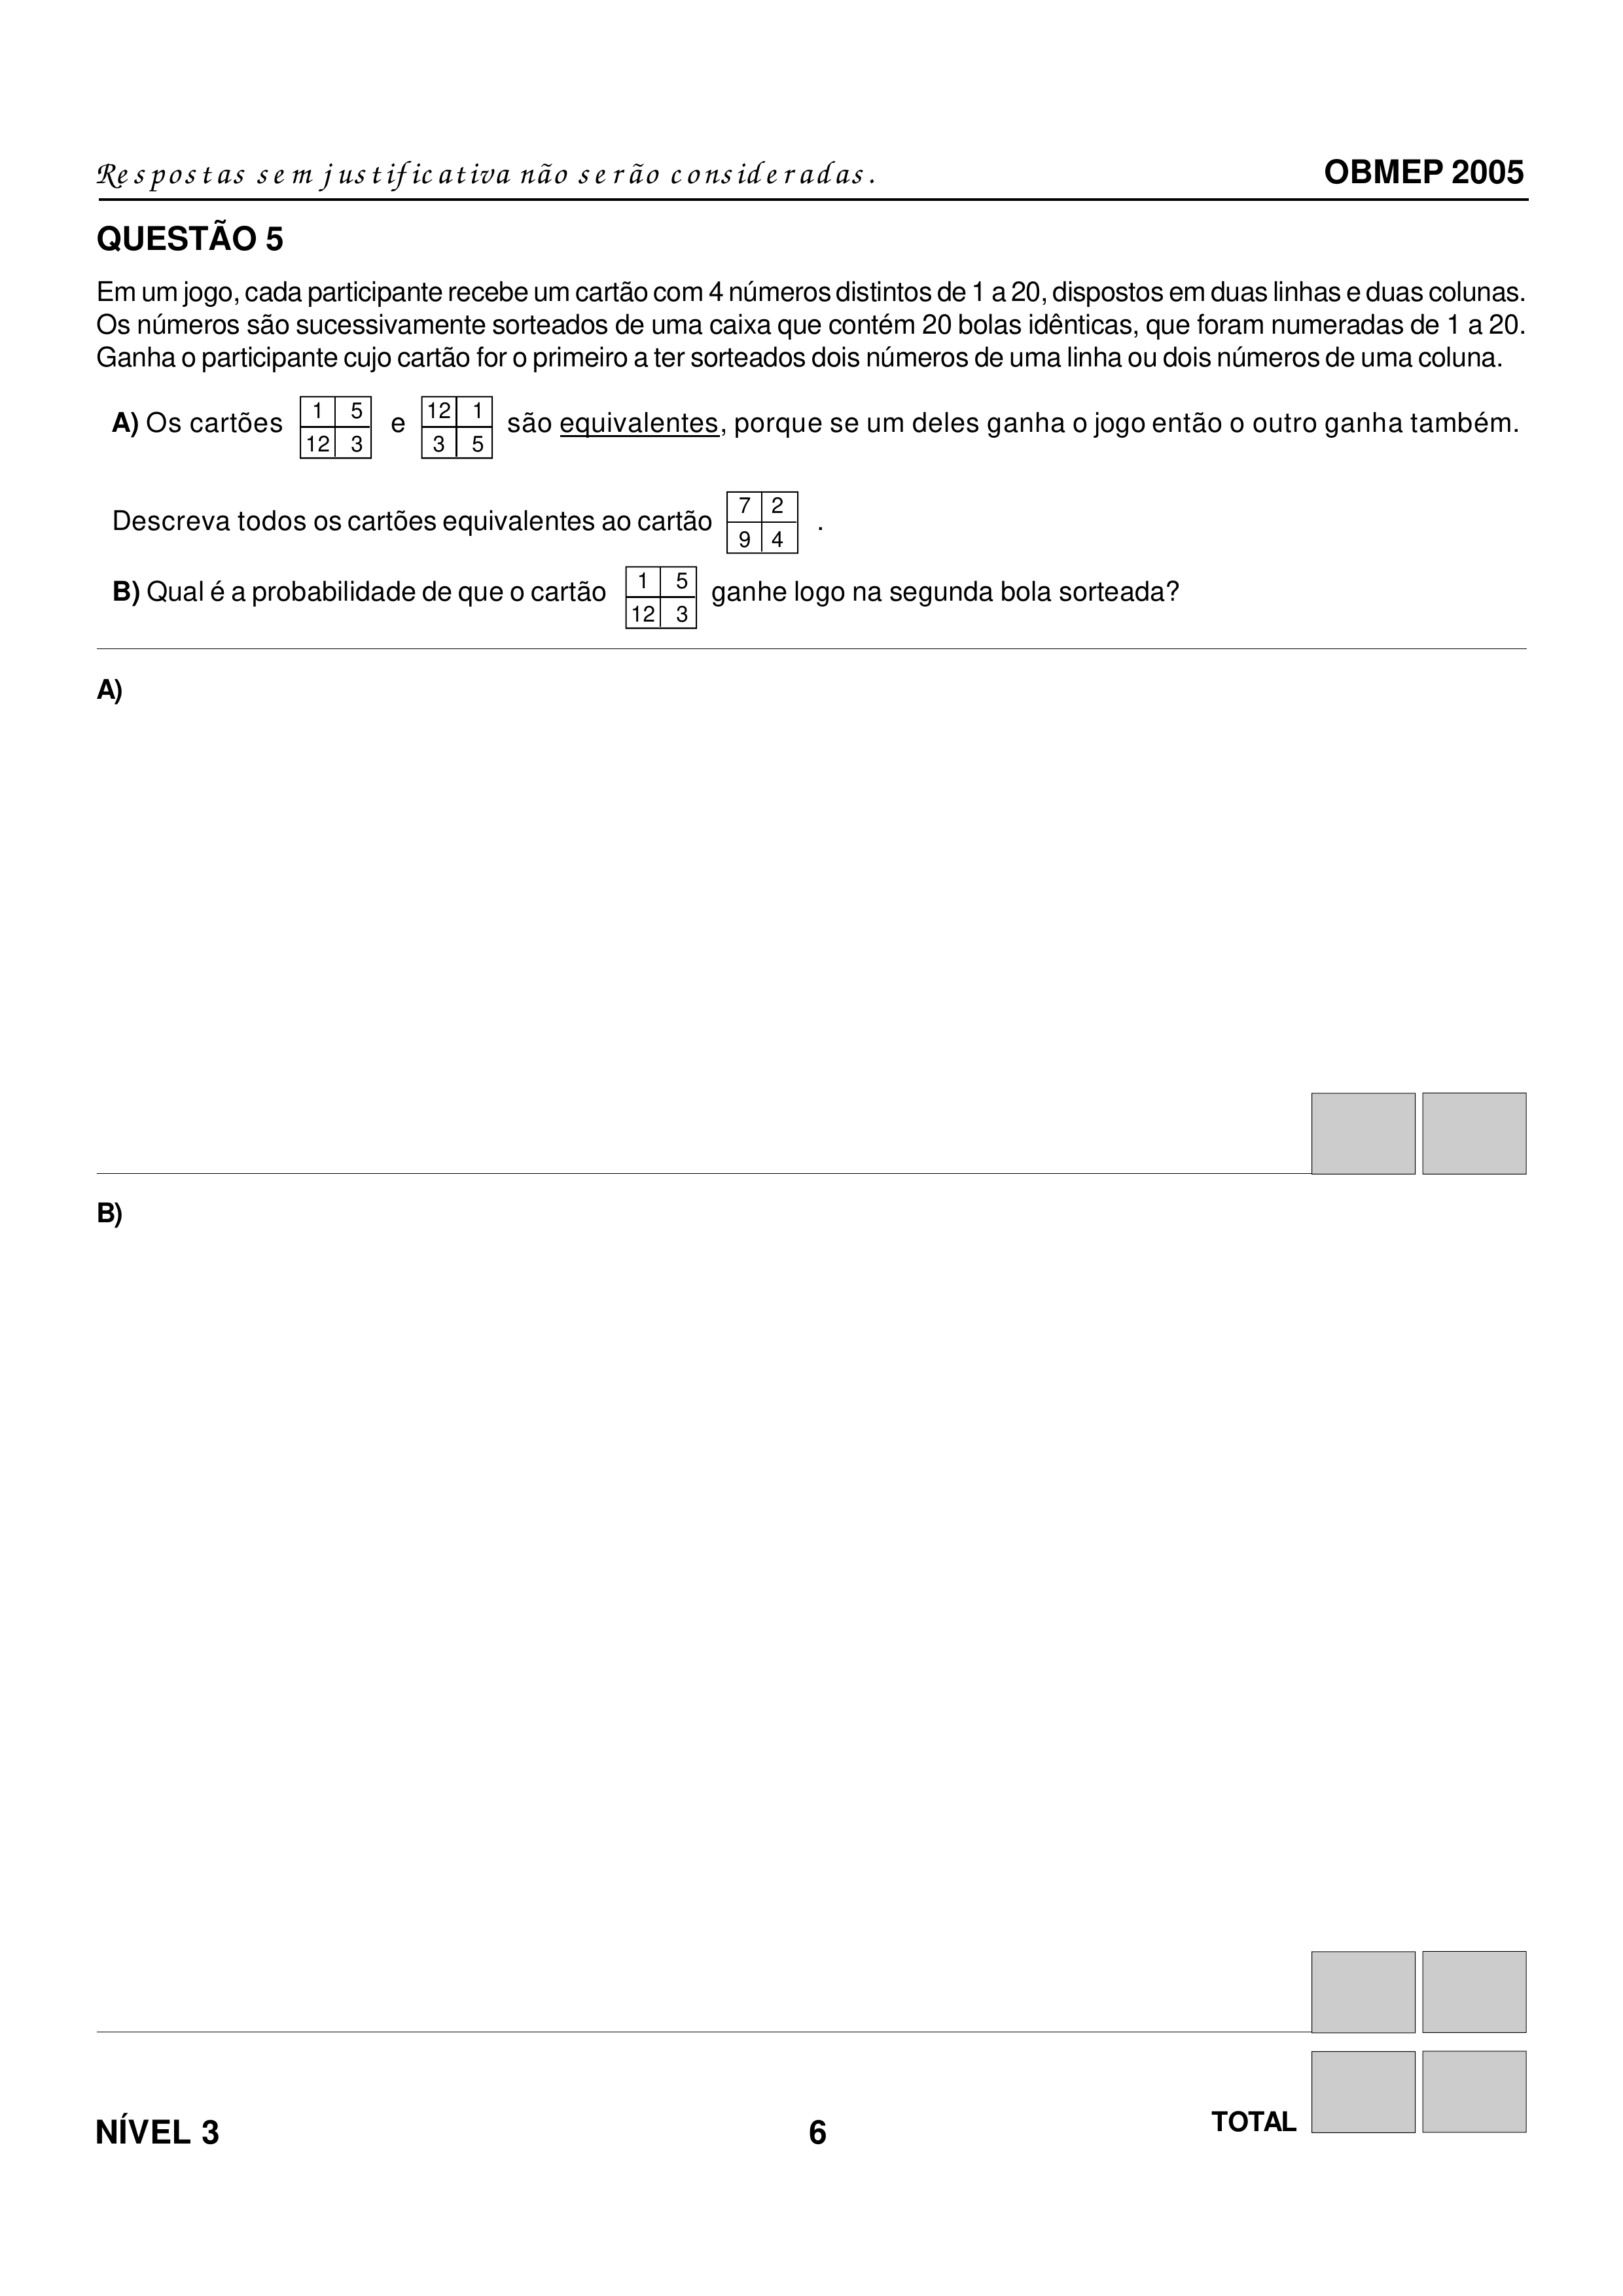 Respostas sem justificativa não serão consideradas. OBMEP 2005
QUESTÃO 5
Em um jogo, cada participante recebe um cartão com 4 números distintos de 1 a 20, dispostos em duas linhas e duas colunas.
Os números são sucessivamente sorteados de uma caixa que contém 20 bolas idênticas, que foram numeradas de 1 a 20.
Ganha o participante cujo cartão for o primeiro a ter sorteados dois números de uma linha ou dois números de uma coluna.
1 5 12 1
A) Os cartões e são equivalentes, porque se um deles ganha o jogo então o outro ganha também.
12 3 3 5
7 2
Descreva todos os cartões equivalentes ao cartão .
9 4
1 5
B) Qual é a probabilidade de que o cartão ganhe logo na segunda bola sorteada?
12 3
A)
B)
NÍVEL 3 6 TOTAL